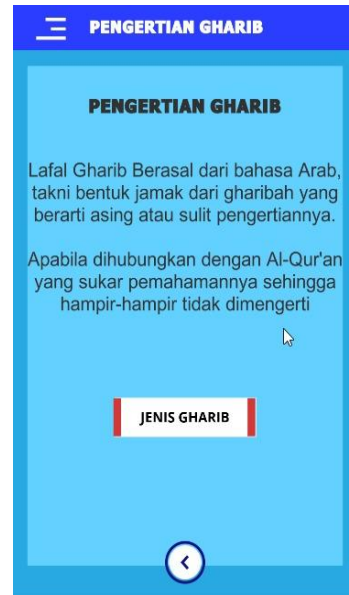 PENGERTIAN GHARIB
PENGERTIAN GHARIB
Lafal Gharib Berasal dari bahasa Arab,
takni bentuk jamak dari gharibah yang
berarti asing atau sulit pengertiannya.
Apabila dihubungkan dengan Al-Qur'an
yang sukar pemahamannya sehingga
hampir-hampir tidak dimengerti
JENIS GHARIB